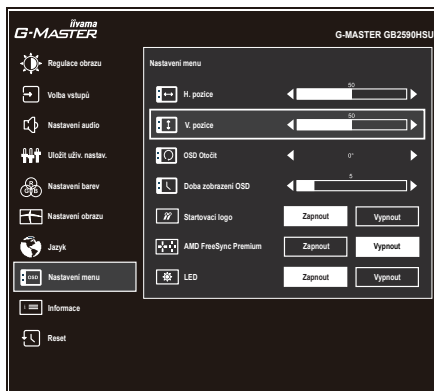 iiyama
G-MASTER
G-MASTER GB2590HSU
Regulace obrazu
Volba vstupů
Nastavení audio
Uložit uživ. nastav.
Nastavení barev
Nastavení obrazu
Jazyk
OSD Nastavení menu
i Informace
Reset
Nastavení menu
H. pozice 50
V. pozice 50
OSD Otočit 0°
Doba zobrazení OSD 5
Startovací logo Zapnout Vypnout
AMD FreeSync Premium Zapnout Vypnout
LED Zapnout Vypnout